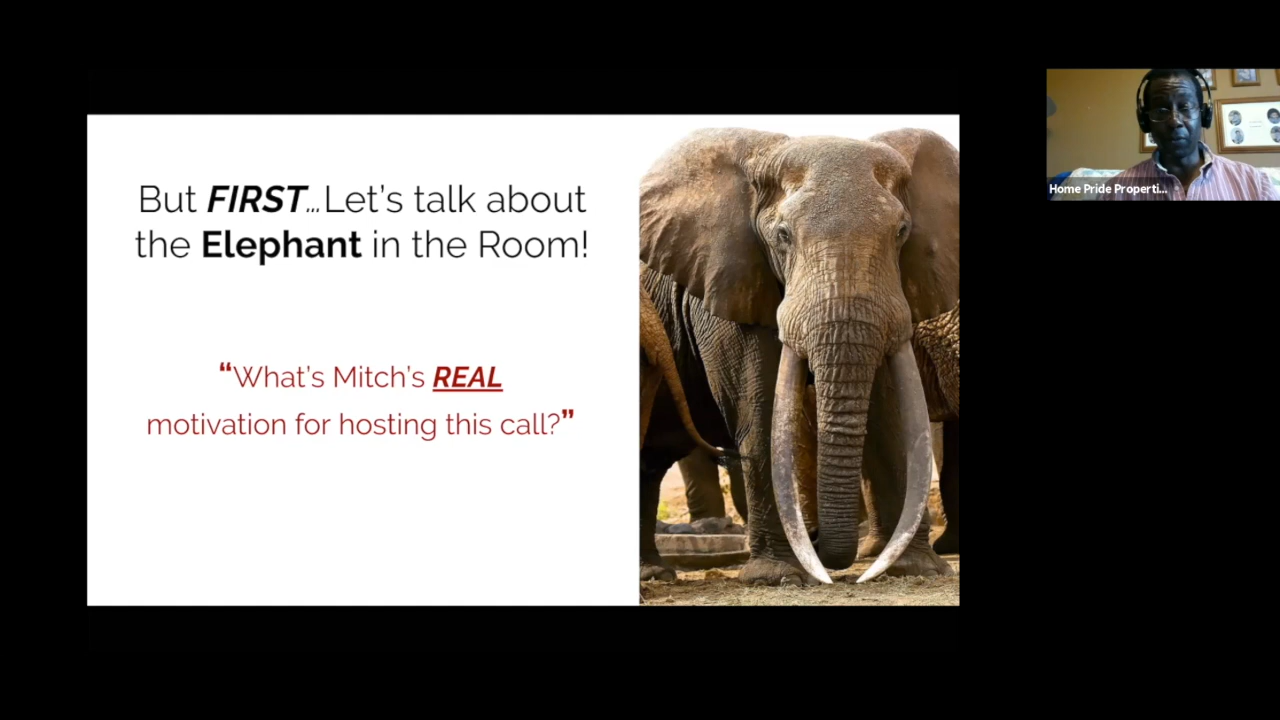 But FIRST...Let's talk about
the Elephant in the Room!
“What's Mitch's REAL
motivation for hosting this call?”
Home Pride Properti...